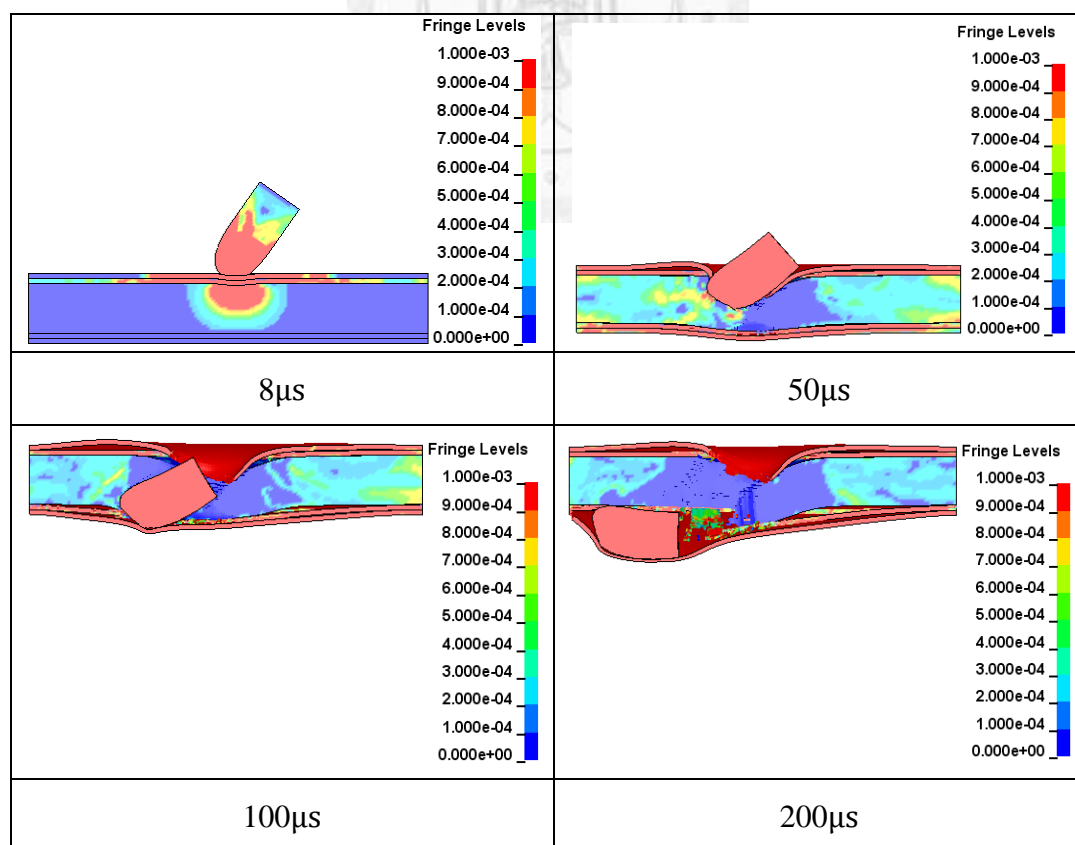 Fringe Levels
1.000e-03
9.000e-04
8.000e-04
7.000e-04
6.000e-04
5.000e-04
4.000e-04
3.000e-04
2.000e-04
1.000e-04
0.000e+00
8μs
Fringe Levels
1.000e-03
9.000e-04
8.000e-04
7.000e-04
6.000e-04
5.000e-04
4.000e-04
3.000e-04
2.000e-04
1.000e-04
0.000e+00
50μs
Fringe Levels
1.000e-03
9.000e-04
8.000e-04
7.000e-04
6.000e-04
5.000e-04
4.000e-04
3.000e-04
2.000e-04
1.000e-04
0.000e+00
100μs
Fringe Levels
1.000e-03
9.000e-04
8.000e-04
7.000e-04
6.000e-04
5.000e-04
4.000e-04
3.000e-04
2.000e-04
1.000e-04
0.000e+00
200μs